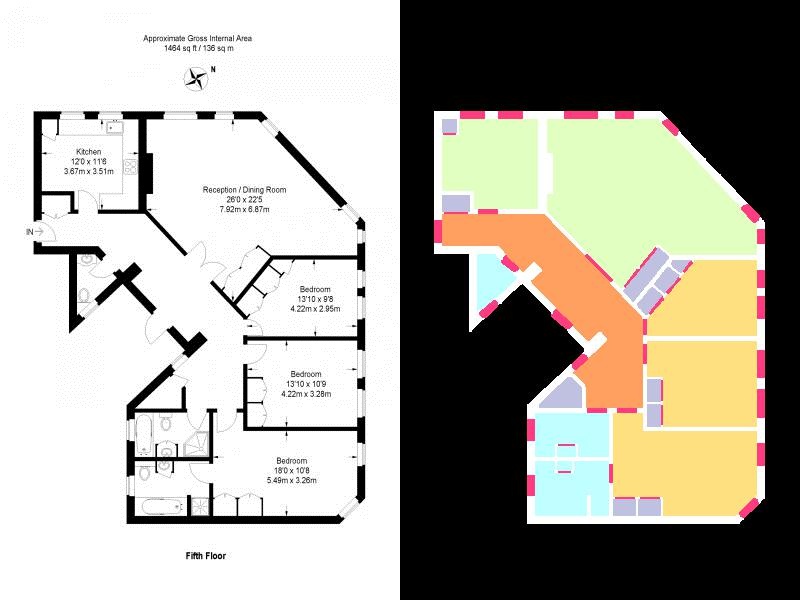 Approximate Gross Internal Area
1464 sq ft / 136 sq m
N
Kitchen
12'0 x 11'6
3.67m x 3.51m
Reception / Dining Room
26'0 x 22'5
7.92m x 6.87m
IN
Bedroom
13'10 x 9'8
4.22m x 2.95m
Bedroom
13'10 x 10'9
4.22m x 3.28m
Bedroom
18'0 x 10'8
5.49m x 3.26m
Fifth Floor